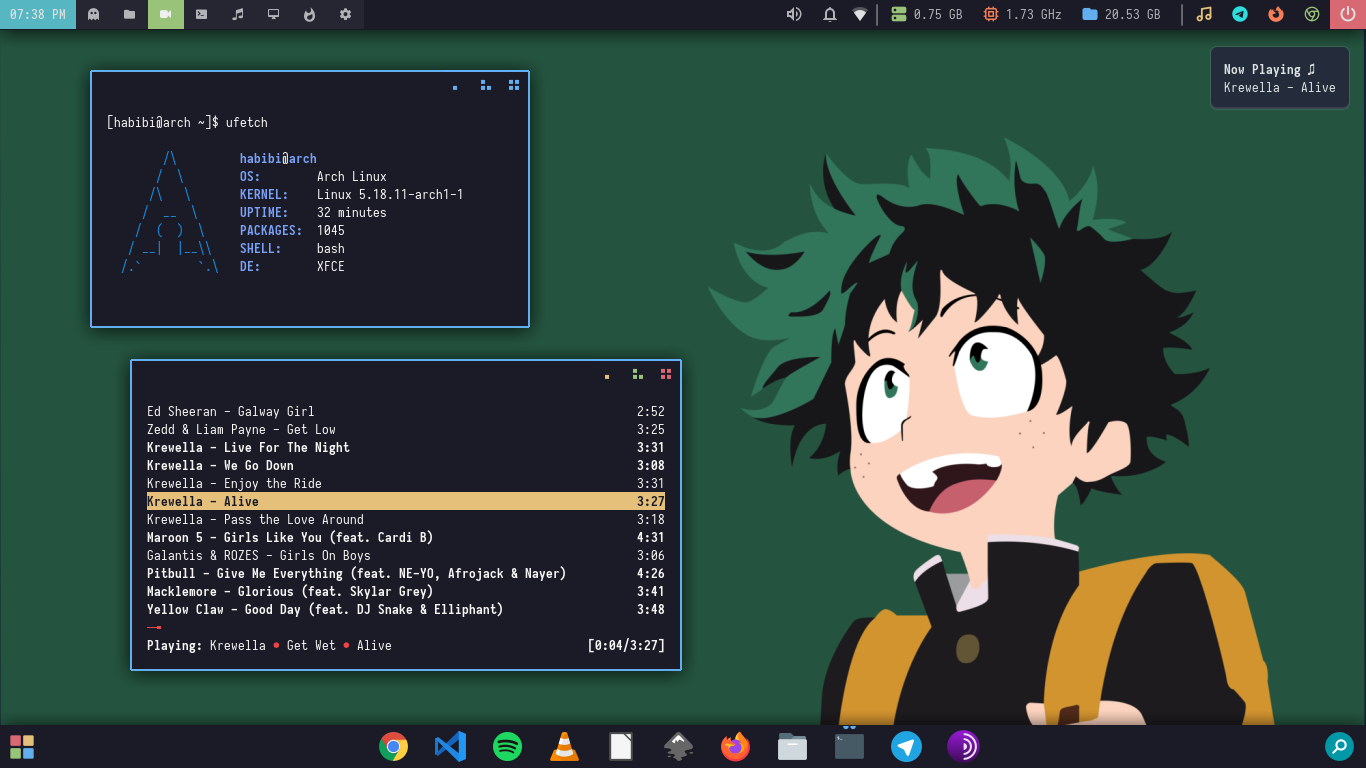 07:38 PM
0.75 GB
1.73 GHz
20.53 GB
Now Playing ♫
Krewella – Alive
[habibi@arch ~]$ ufetch
habibi@arch
OS: Arch Linux
KERNEL: Linux 5.18.11-arch1-1
UPTIME: 32 minutes
PACKAGES: 1045
SHELL: bash
DE: XFCE
Ed Sheeran – Galway Girl 2:52
Zedd & Liam Payne – Get Low 3:25
Krewella – Live For The Night 3:31
Krewella – We Go Down 3:08
Krewella – Enjoy the Ride 3:31
Krewella – Alive 3:27
Krewella – Pass the Love Around 3:18
Maroon 5 – Girls Like You (feat. Cardi B) 4:31
Galantis & ROZES – Girls On Boys 3:06
Pitbull – Give Me Everything (feat. NE-YO, Afrojack & Nayer) 4:26
Macklemore – Glorious (feat. Skylar Grey) 3:41
Yellow Claw – Good Day (feat. DJ Snake & Elliphant) 3:48
Playing: Krewella ● Get Wet ● Alive [0:04/3:27]